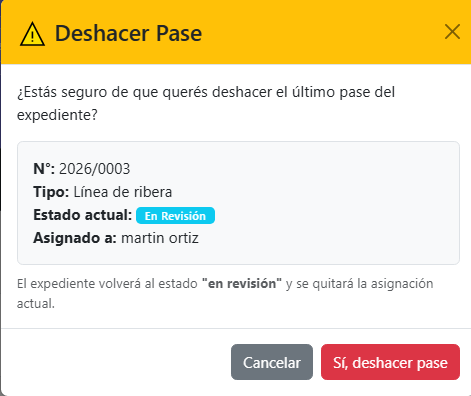 Deshacer Pase
¿Estás seguro de que querés deshacer el último pase del
expediente?
N°: 2026/0003
Tipo: Línea de ribera
Estado actual: En Revisión
Asignado a: martin ortiz
El expediente volverá al estado "en revisión" y se quitará la asignación
actual.
Cancelar
Sí, deshacer pase